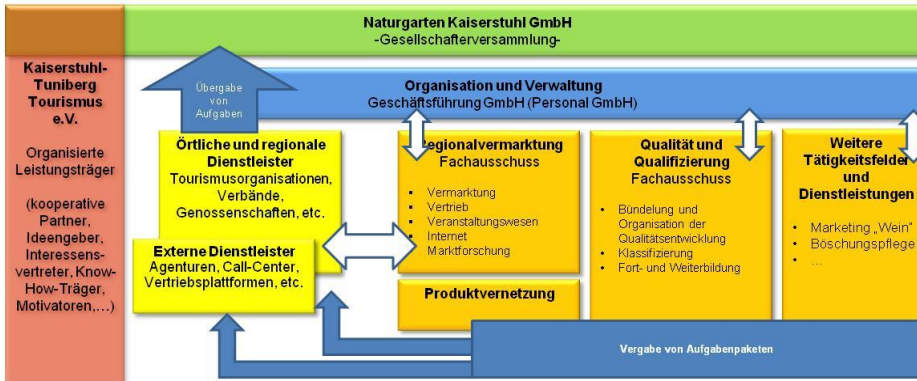 Naturgarten Kaiserstuhl GmbH
-Gesellschafterversammlung-
Kaiserstuhl-
Tuniberg
Tourismus
e.V.
Organisierte
Leistungsträger
(kooperative
Partner,
Ideengeber,
Interessens-
vertreter, Know-
How-Träger,
Motivatoren,…)
Übergabe
von
Aufgaben
Organisation und Verwaltung
Geschäftsführung GmbH (Personal GmbH)
Örtliche und regionale
Dienstleister
Tourismusorganisationen,
Verbände,
Genossenschaften, etc.
Externe Dienstleister
Agenturen, Call-Center,
Vertriebsplattformen, etc.
egionalvermarktung
Fachausschuss
▪ Vermarktung
▪ Vertrieb
▪ Veranstaltungswesen
▪ Internet
▪ Marktforschung
Produktvernetzung
Qualität und
Qualifizierung
Fachausschuss
• Bündelung und
Organisation der
Qualitätsentwicklung
• Klassifizierung
• Fort- und Weiterbildung
Weitere
Tätigkeitsfelder
und
Dienstleistungen
• Marketing „Wein"
• Böschungspflege
• …
Vergabe von Aufgabenpaketen